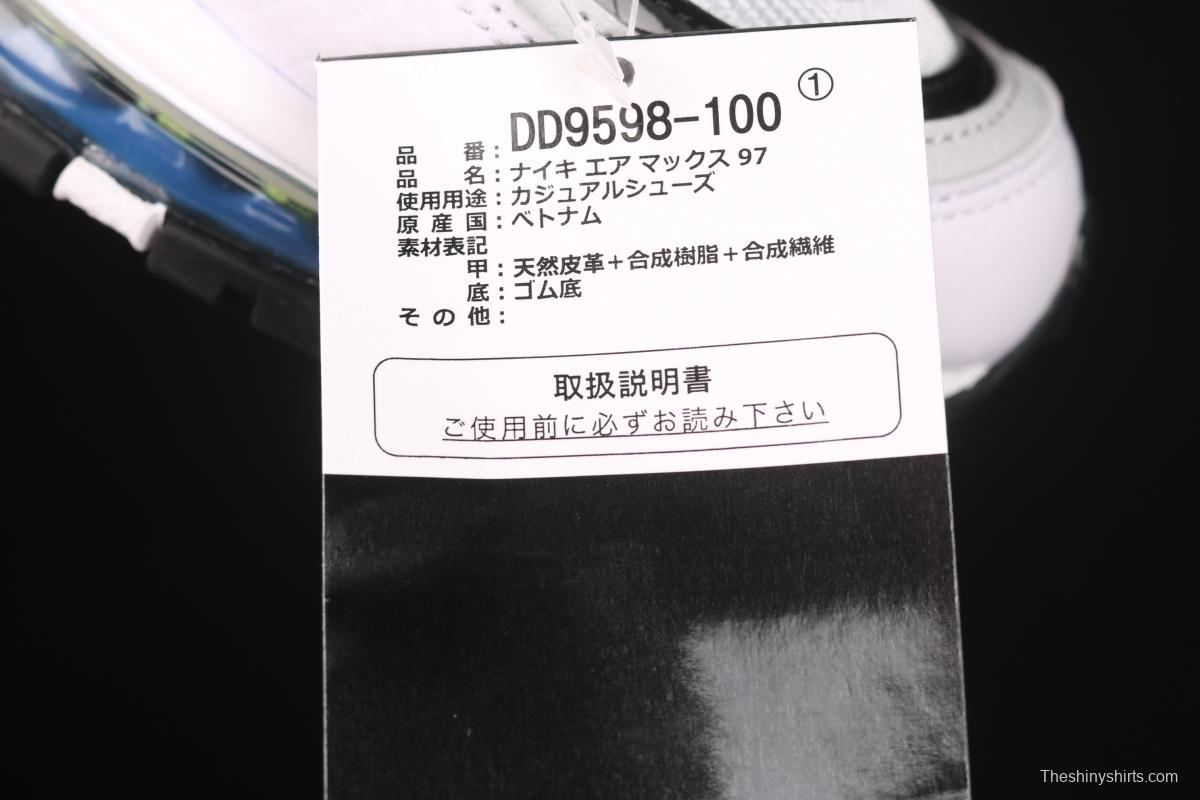 ①
品番：DD9598-100
品名：ナイキ エア マックス 97
使用用途：カジュアルシューズ
原産国：ベトナム
素材表記
甲：天然皮革＋合成樹脂＋合成繊維
底：ゴム底
その他：
取扱説明書
ご使用前に必ずお読み下さい
Theshinyshirts.com